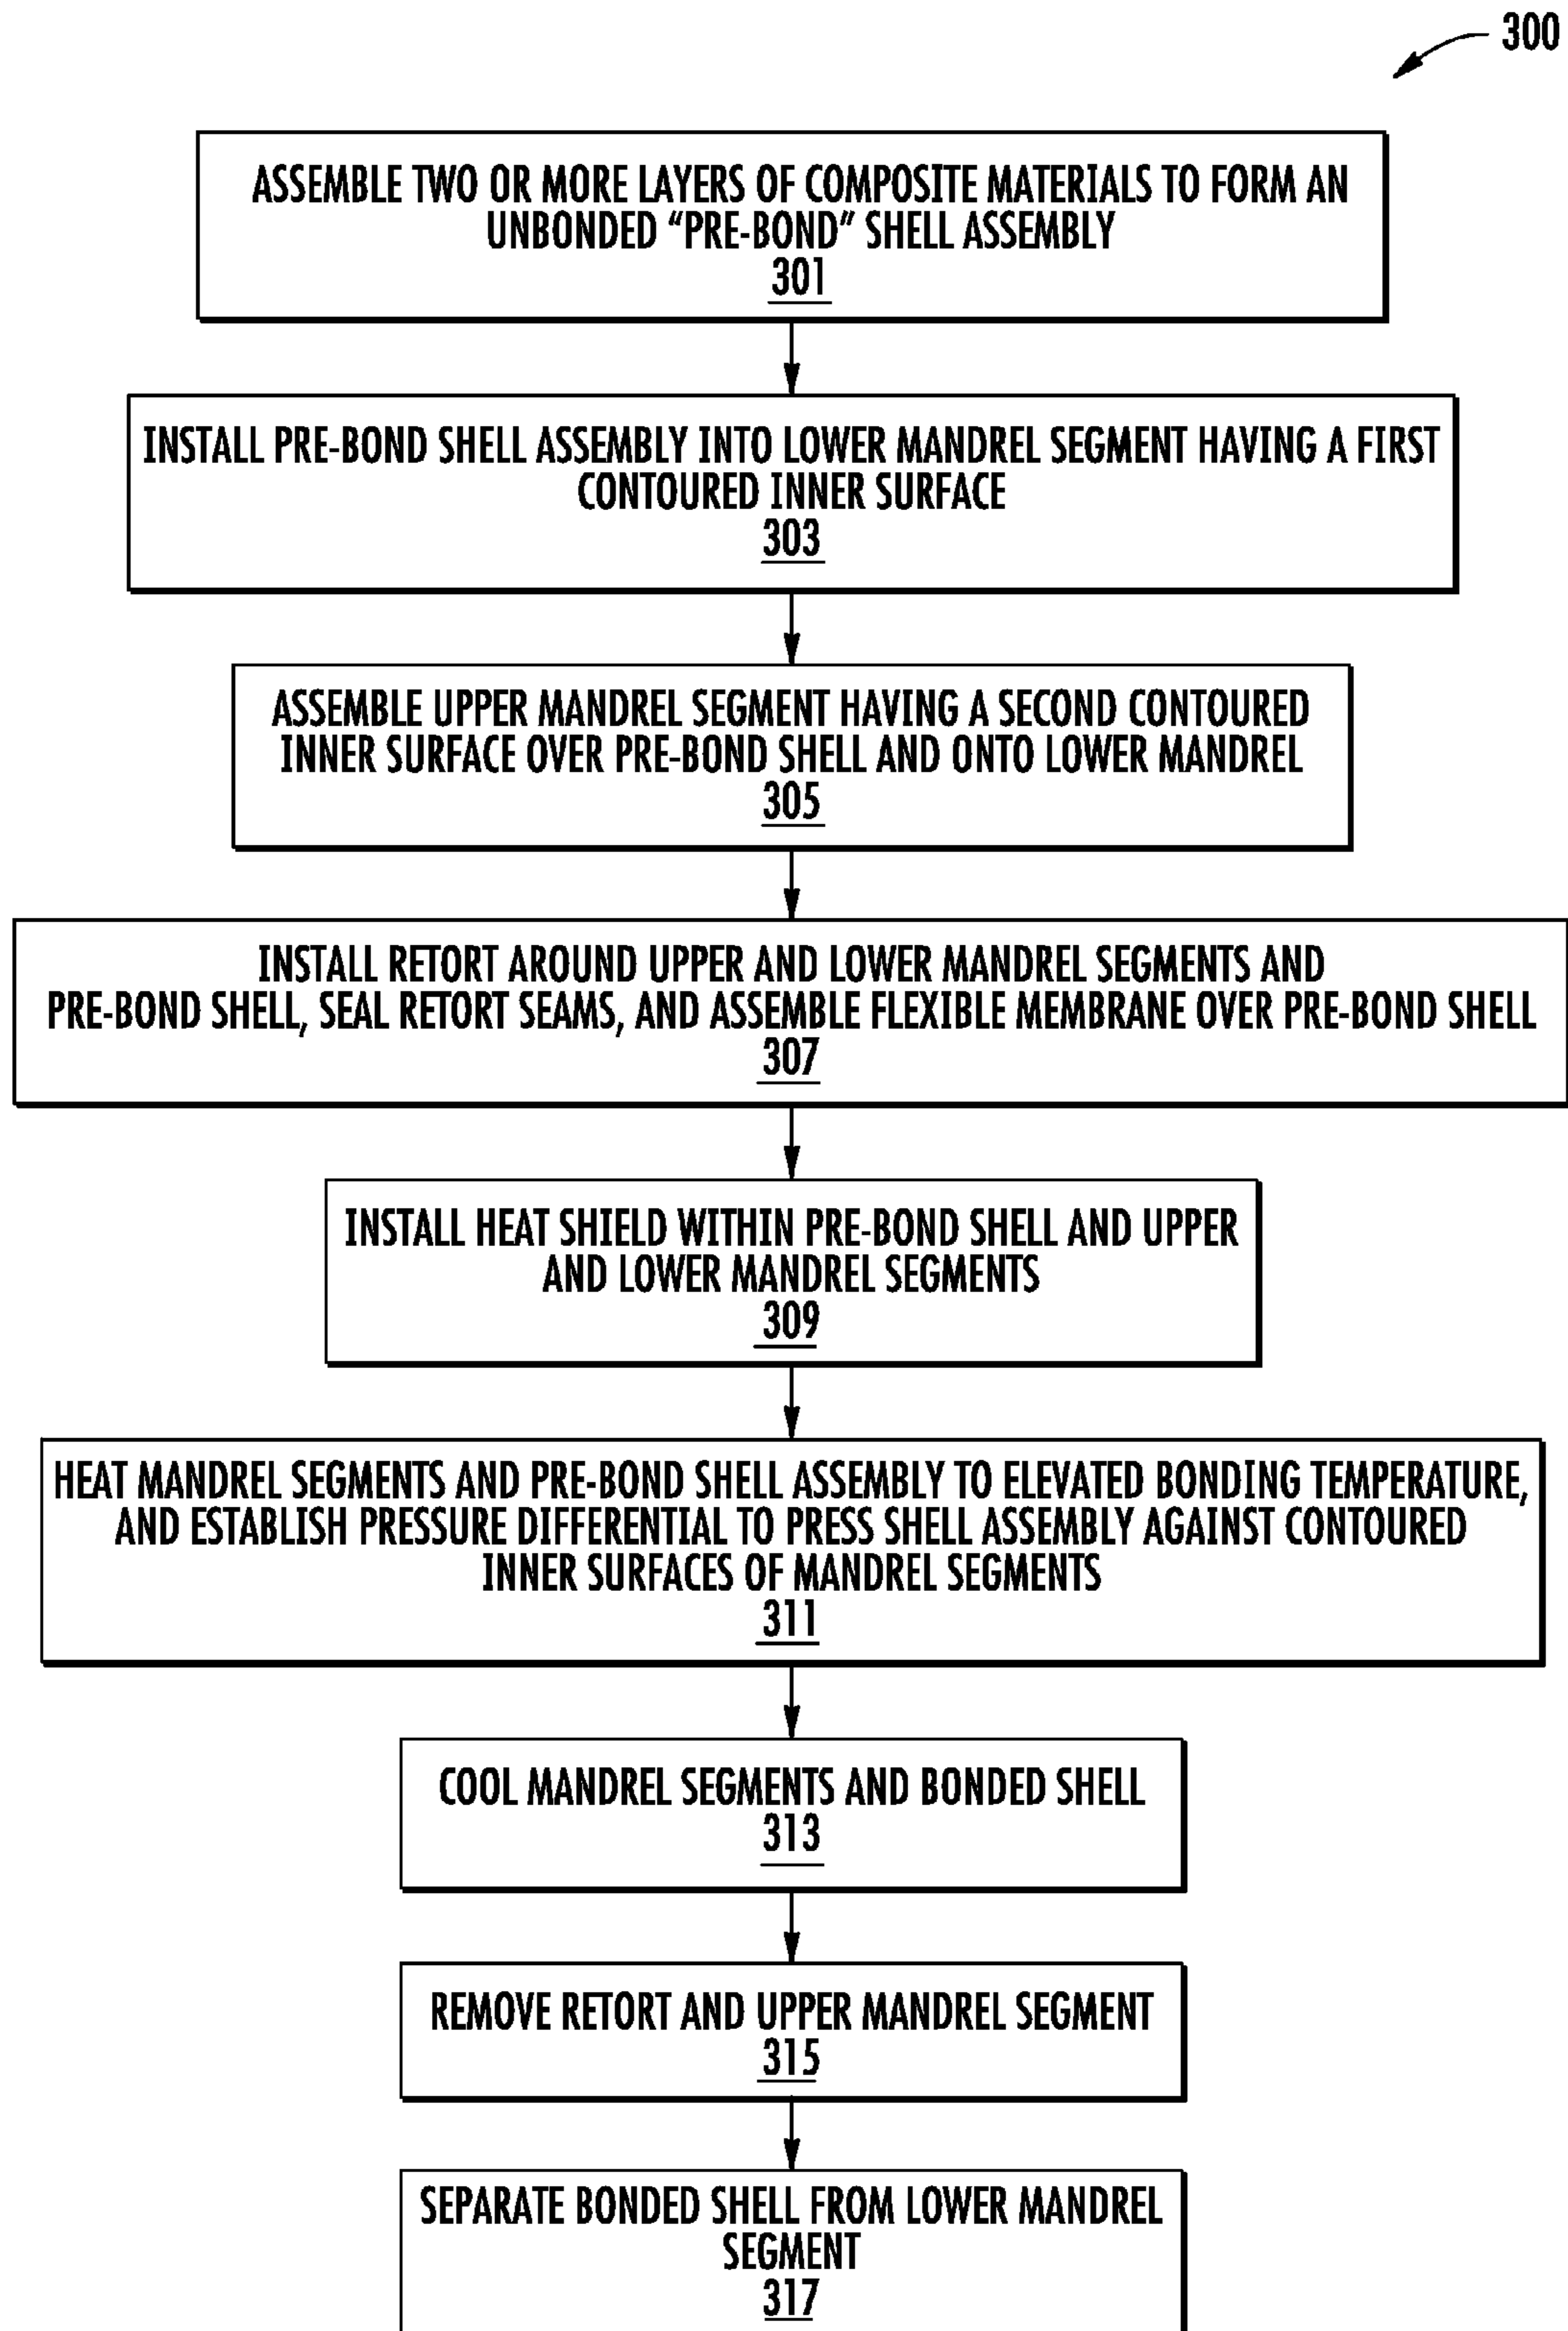 300
ASSEMBLE TWO OR MORE LAYERS OF COMPOSITE MATERIALS TO FORM AN
UNBONDED "PRE-BOND" SHELL ASSEMBLY
301
INSTALL PRE-BOND SHELL ASSEMBLY INTO LOWER MANDREL SEGMENT HAVING A FIRST
CONTOURED INNER SURFACE
303
ASSEMBLE UPPER MANDREL SEGMENT HAVING A SECOND CONTOURED
INNER SURFACE OVER PRE-BOND SHELL AND ONTO LOWER MANDREL
305
INSTALL RETORT AROUND UPPER AND LOWER MANDREL SEGMENTS AND
PRE-BOND SHELL, SEAL RETORT SEAMS, AND ASSEMBLE FLEXIBLE MEMBRANE OVER PRE-BOND SHELL
307
INSTALL HEAT SHIELD WITHIN PRE-BOND SHELL AND UPPER
AND LOWER MANDREL SEGMENTS
309
HEAT MANDREL SEGMENTS AND PRE-BOND SHELL ASSEMBLY TO ELEVATED BONDING TEMPERATURE,
AND ESTABLISH PRESSURE DIFFERENTIAL TO PRESS SHELL ASSEMBLY AGAINST CONTOURED
INNER SURFACES OF MANDREL SEGMENTS
311
COOL MANDREL SEGMENTS AND BONDED SHELL
313
REMOVE RETORT AND UPPER MANDREL SEGMENT
315
SEPARATE BONDED SHELL FROM LOWER MANDREL
SEGMENT
317